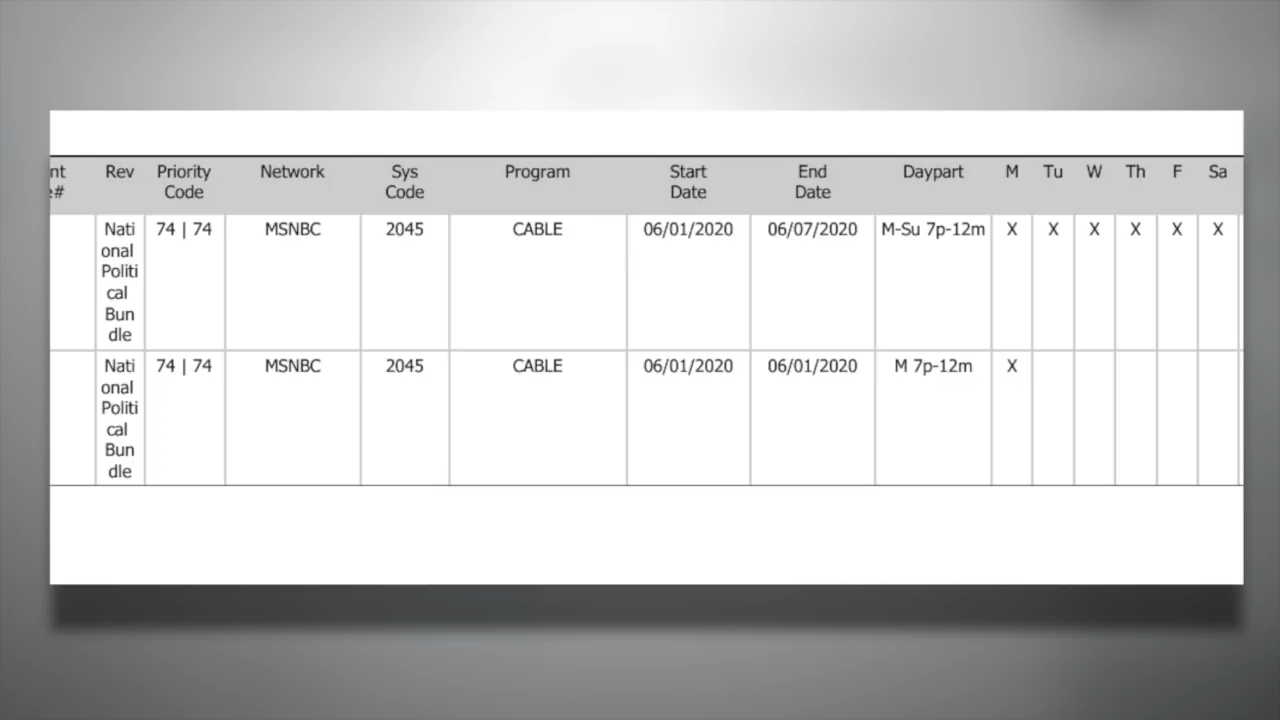 nt Rev Priority Network Sys Program Start End Daypart M Tu W Th F Sa
e# Code Code Date Date
Nati 74 | 74 MSNBC 2045 CABLE 06/01/2020 06/07/2020 M-Su 7p-12m X X X X X X
onal
Politi
cal
Bun
dle
Nati 74 | 74 MSNBC 2045 CABLE 06/01/2020 06/01/2020 M 7p-12m X
onal
Politi
cal
Bun
dle